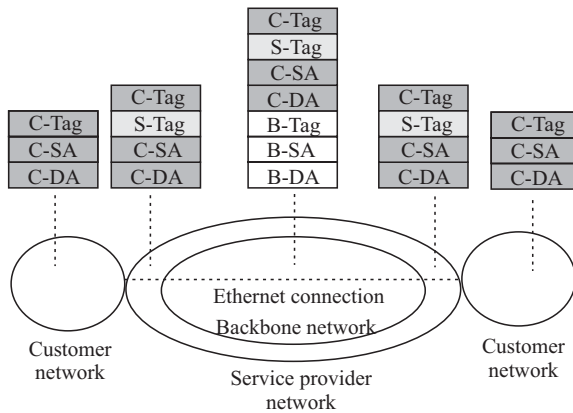 C-Tag
S-Tag
C-SA
C-DA
B-Tag
B-SA
B-DA
C-Tag
S-Tag
C-SA
C-DA
C-Tag
S-Tag
C-SA
C-DA
C-Tag
C-SA
C-DA
C-Tag
C-SA
C-DA
Ethernet connection
Backbone network
Customer
network
Service provider
network
Customer
network